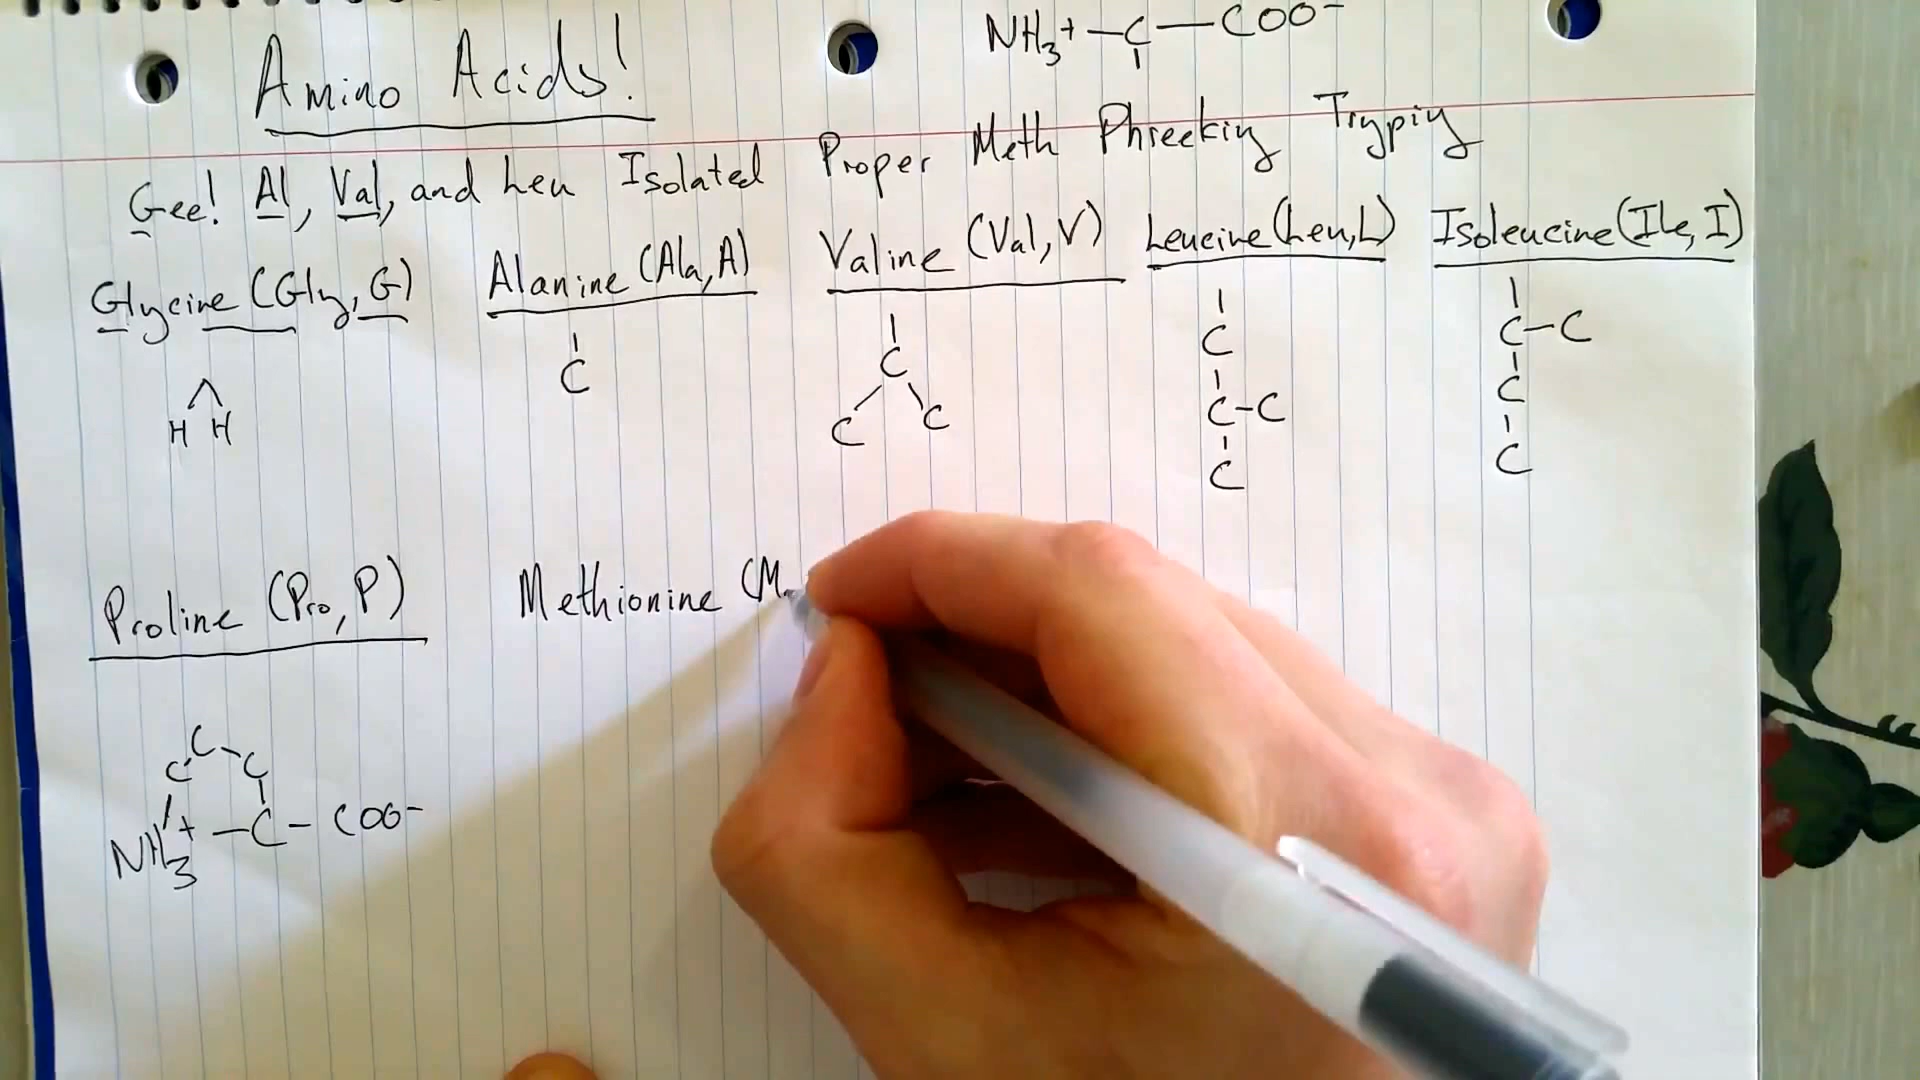 NH3+ — C — COO-
Amino Acids!
Gee! Al, Val, and Leu Isolated Proper Meth Phreeking Tryping
Glycine (Gly, G) Alanine (Ala, A) Valine (Val, V) Leucine (Leu, L) Isoleucine (Ile, I)
H H
C
C
C C
C
C-C
C
C-C
C
C
Proline (Pro, P) Methionine (M
C
C C
NH3+ — C — COO-